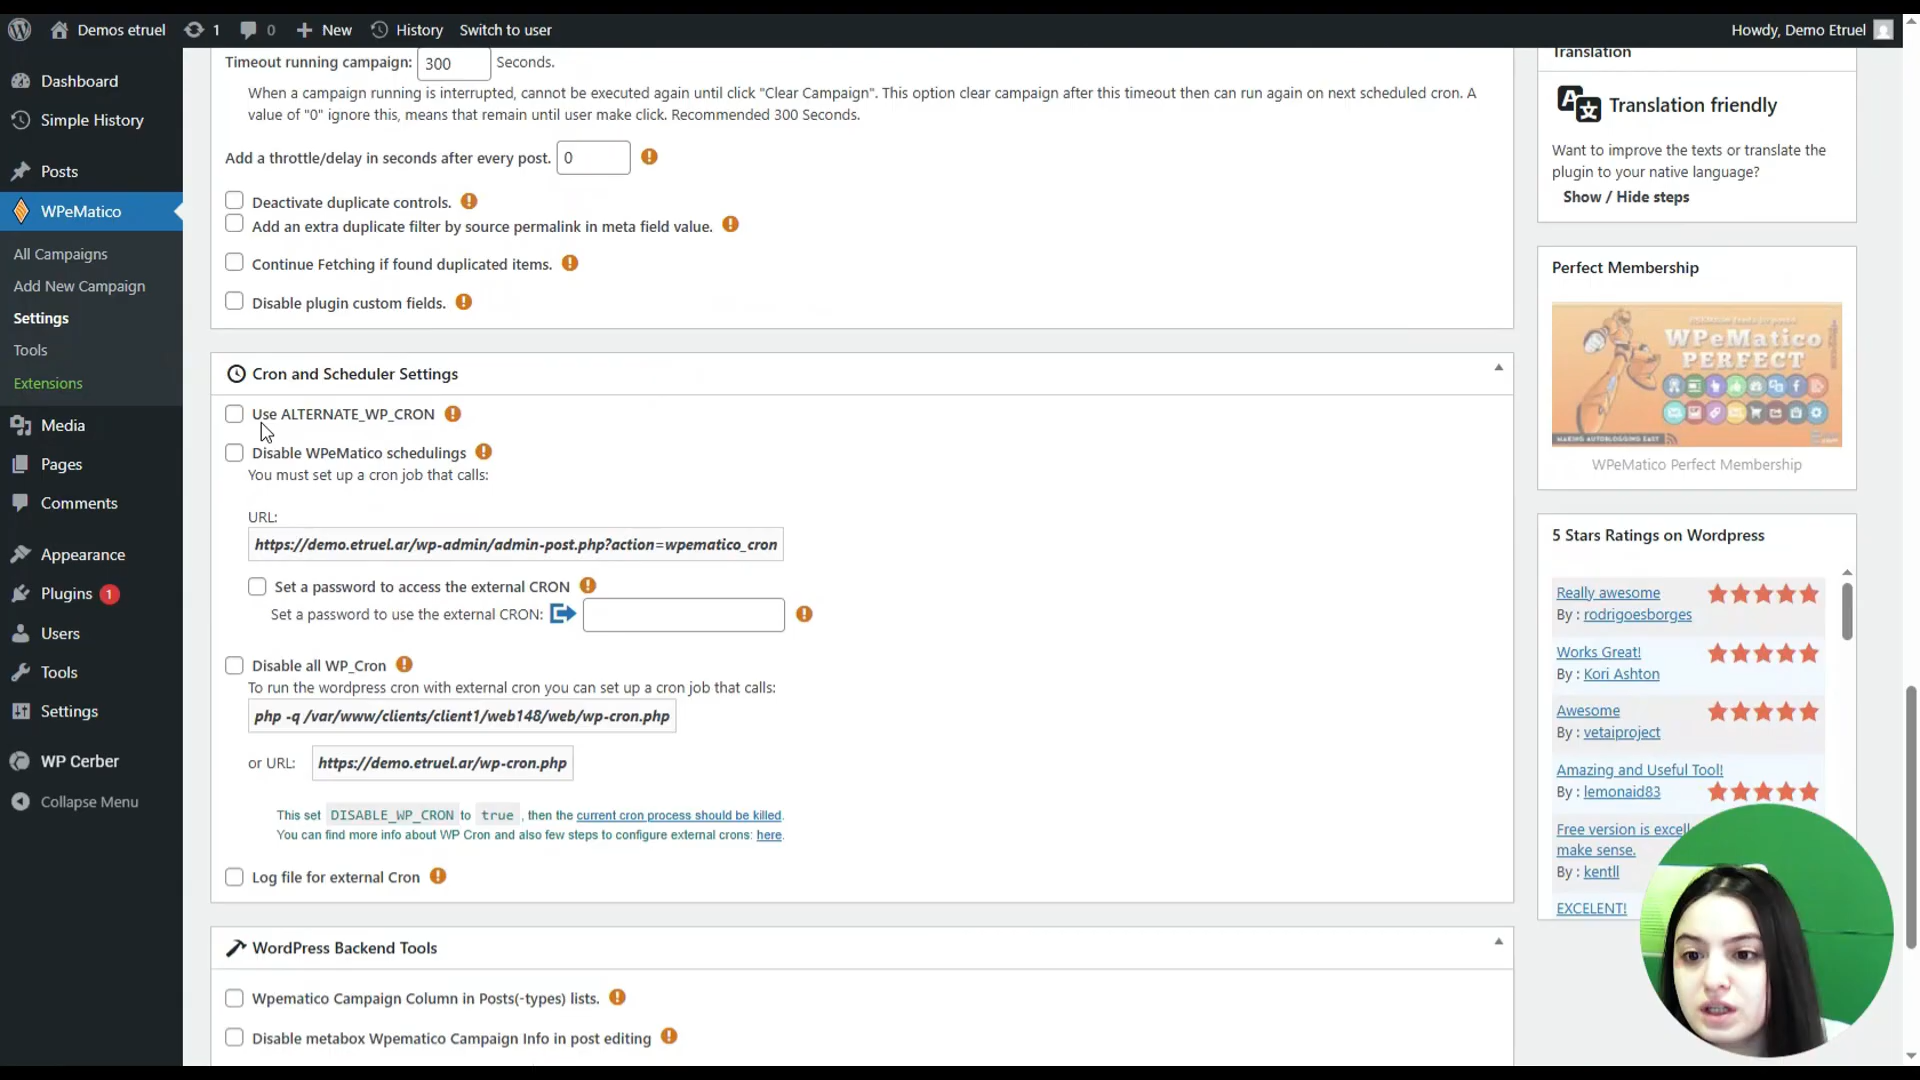 Demos etruel
1
0
New
History
Switch to user
Howdy, Demo Etruel
Dashboard
Simple History
Posts
WPeMatico
All Campaigns
Add New Campaign
Settings
Tools
Extensions
Media
Pages
Comments
Appearance
Plugins 1
Users
Tools
Settings
WP Cerber
Collapse Menu
Timeout running campaign: 300 Seconds.
When a campaign running is interrupted, cannot be executed again until click "Clear Campaign". This option clear campaign after this timeout then can run again on next scheduled cron. A
value of "0" ignore this, means that remain until user make click. Recommended 300 Seconds.
Add a throttle/delay in seconds after every post. 0
Deactivate duplicate controls.
Add an extra duplicate filter by source permalink in meta field value.
Continue Fetching if found duplicated items.
Disable plugin custom fields.
Cron and Scheduler Settings
Use ALTERNATE_WP_CRON
Disable WPeMatico schedulings
You must set up a cron job that calls:
URL:
https://demo.etruel.ar/wp-admin/admin-post.php?action=wpematico_cron
Set a password to access the external CRON
Set a password to use the external CRON:
Disable all WP_Cron
To run the wordpress cron with external cron you can set up a cron job that calls:
php -q /var/www/clients/client1/web148/web/wp-cron.php
or URL: https://demo.etruel.ar/wp-cron.php
This set DISABLE_WP_CRON to true , then the current cron process should be killed.
You can find more info about WP Cron and also few steps to configure external crons: here.
Log file for external Cron
WordPress Backend Tools
Wpematico Campaign Column in Posts(-types) lists.
Disable metabox Wpematico Campaign Info in post editing
Translation
Translation friendly
Want to improve the texts or translate the
plugin to your native language?
Show / Hide steps
Perfect Membership
WPeMatico
PERFECT
MAKING AUTOBLOGGING EASY
WPeMatico Perfect Membership
5 Stars Ratings on Wordpress
Really awesome
By : rodrigoesborges
Works Great!
By : Kori Ashton
Awesome
By : vetaiproject
Amazing and Useful Tool!
By : lemonaid83
Free version is excell
make sense.
By : kentll
EXCELENT!